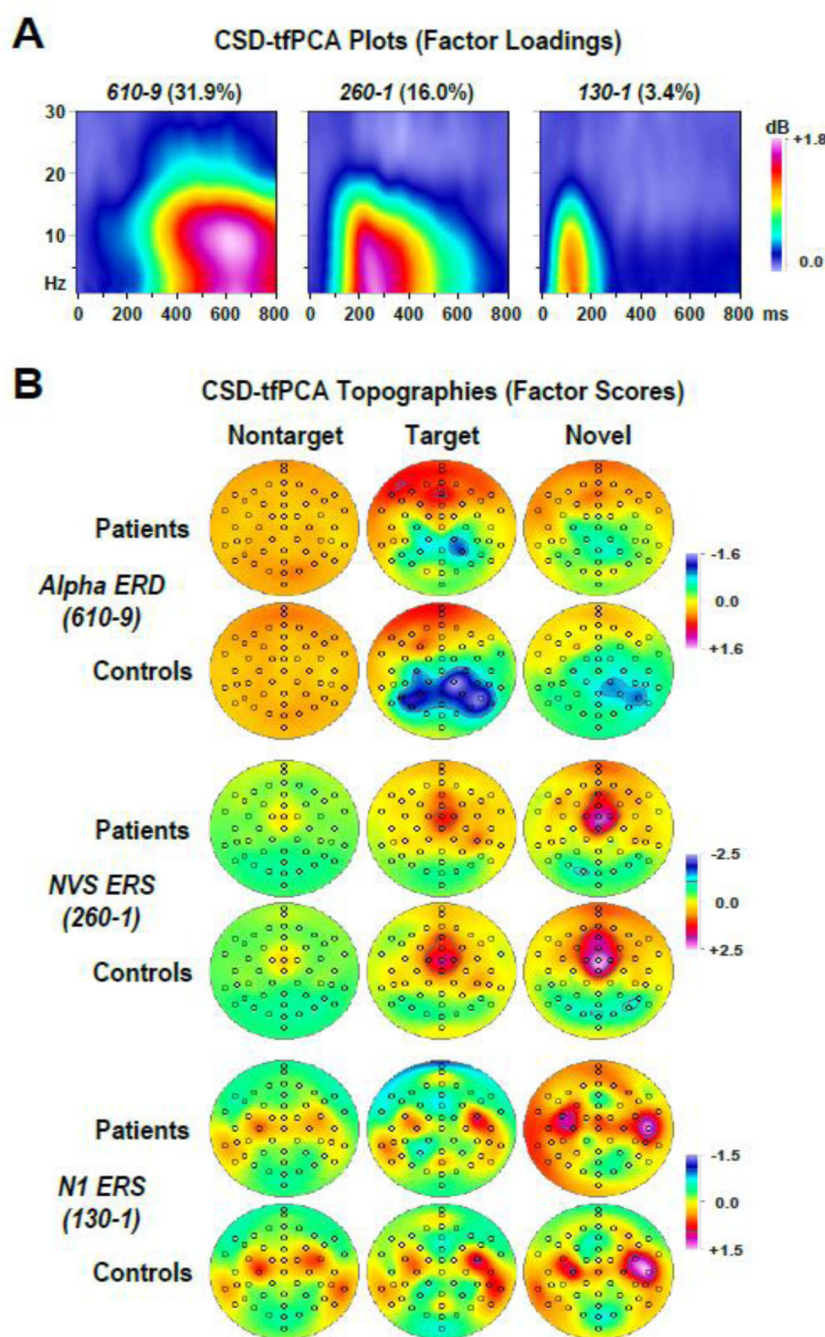 A
CSD-tfPCA Plots (Factor Loadings)
610-9 (31.9%) 260-1 (16.0%) 130-1 (3.4%)
30
20
10
Hz
dB
+1.8
0.0
0 200 400 600 800 0 200 400 600 800 0 200 400 600 800 ms
B
CSD-tfPCA Topographies (Factor Scores)
Nontarget Target Novel
Patients
Alpha ERD
(610-9)
Controls
-1.6
0.0
+1.6
Patients
NVS ERS
(260-1)
Controls
-2.5
0.0
+2.5
Patients
N1 ERS
(130-1)
Controls
-1.5
0.0
+1.5